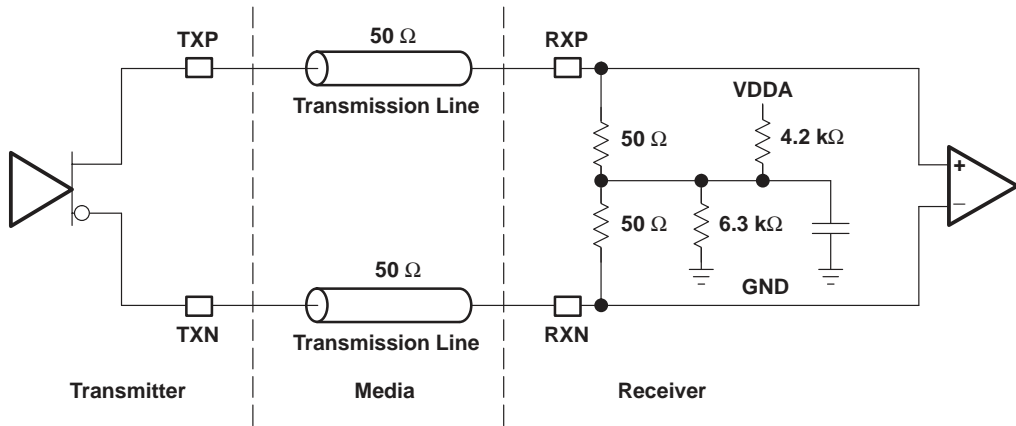 50 Ω
TXP
RXP
Transmission Line
VDDA
50 Ω
4.2 kΩ
+
−
50 Ω
6.3 kΩ
50 Ω
GND
TXN
RXN
Transmission Line
Transmitter
Media
Receiver